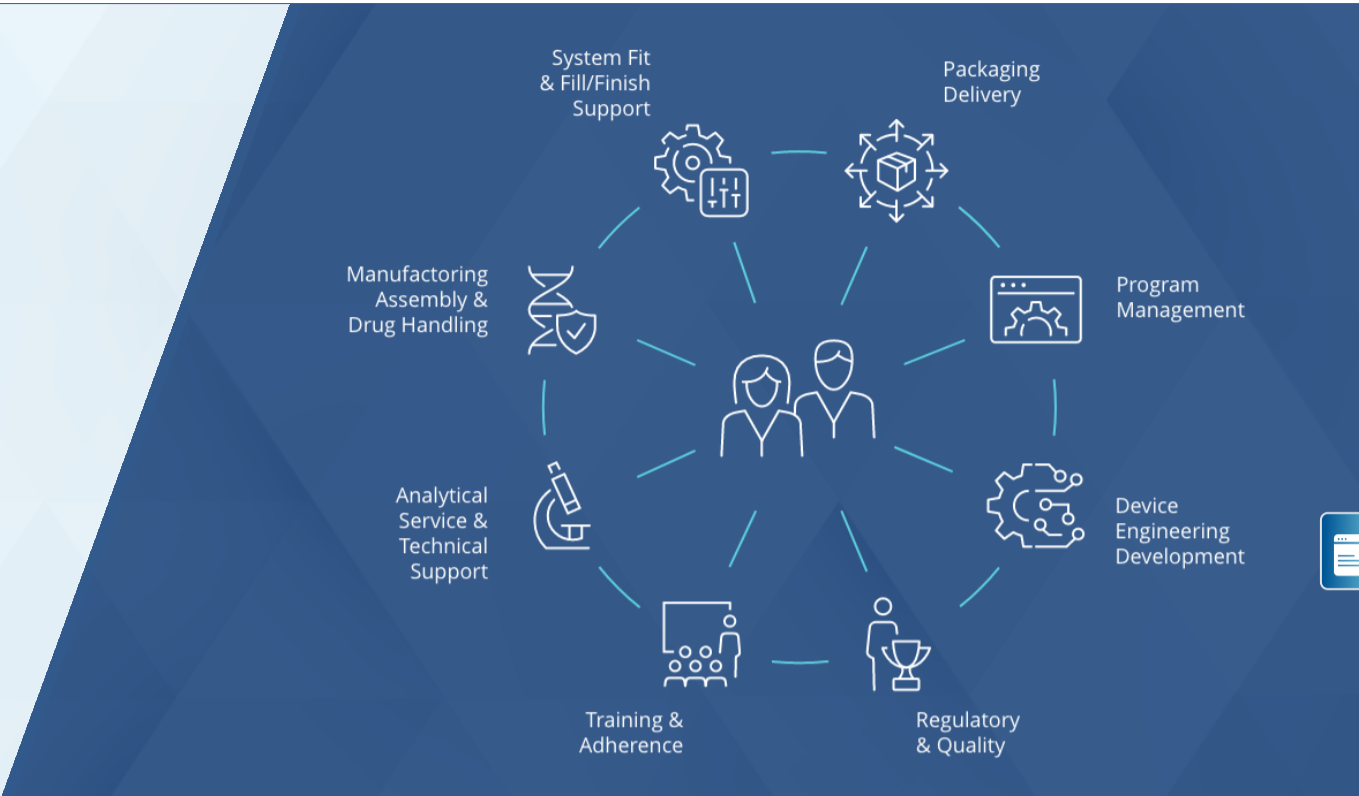 System Fit
& Fill/Finish
Support
Packaging
Delivery
Program
Management
Device
Engineering
Development
Regulatory
& Quality
Training &
Adherence
Analytical
Service &
Technical
Support
Manufactoring
Assembly &
Drug Handling